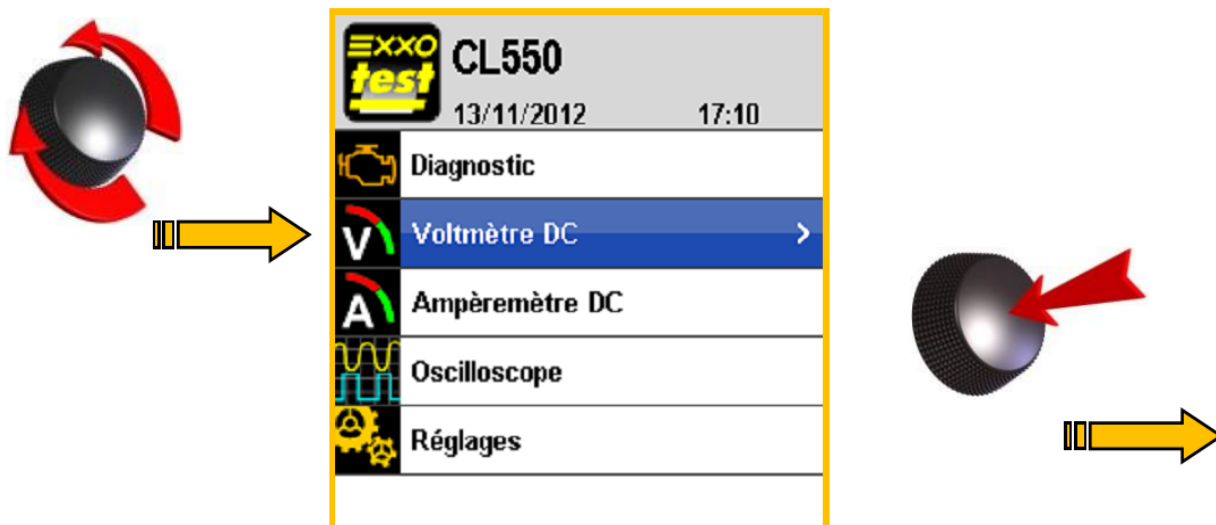 Exxo
test
CL550
13/11/2012 17:10
Diagnostic
V Voltmètre DC >
A Ampèremètre DC
Oscilloscope
Réglages